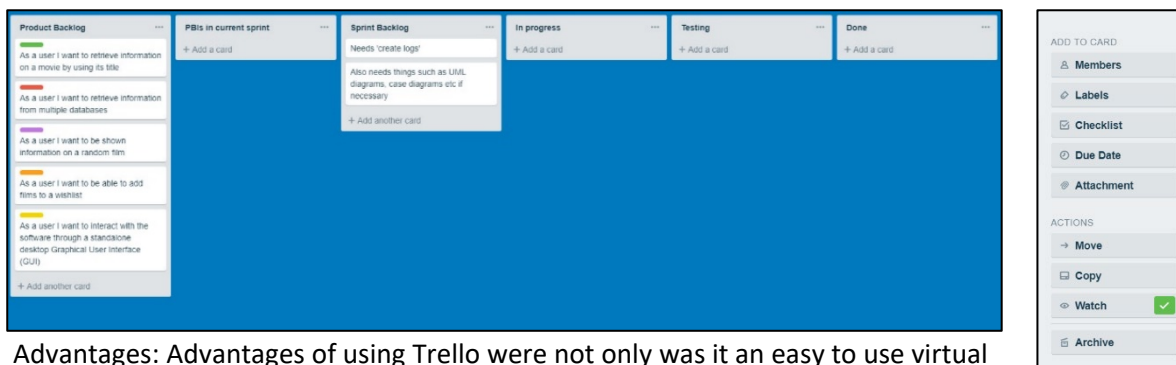 Product Backlog ...
As a user I want to retrieve information
on a movie by using its title
As a user I want to retrieve information
from multiple databases
As a user I want to be shown
information on a random film
As a user I want to be able to add
films to a wishlist
As a user I want to interact with the
software through a standalone
desktop Graphical User Interface
(GUI)
+ Add another card
PBIs in current sprint ...
+ Add a card
Sprint Backlog ...
Needs 'create logs'
Also needs things such as UML
diagrams, case diagrams etc if
necessary
+ Add another card
In progress ...
+ Add a card
Testing ...
+ Add a card
Done ...
+ Add a card
ADD TO CARD
Members
Labels
Checklist
Due Date
Attachment
ACTIONS
→ Move
Copy
Watch
Archive
Advantages: Advantages of using Trello were not only was it an easy to use virtual